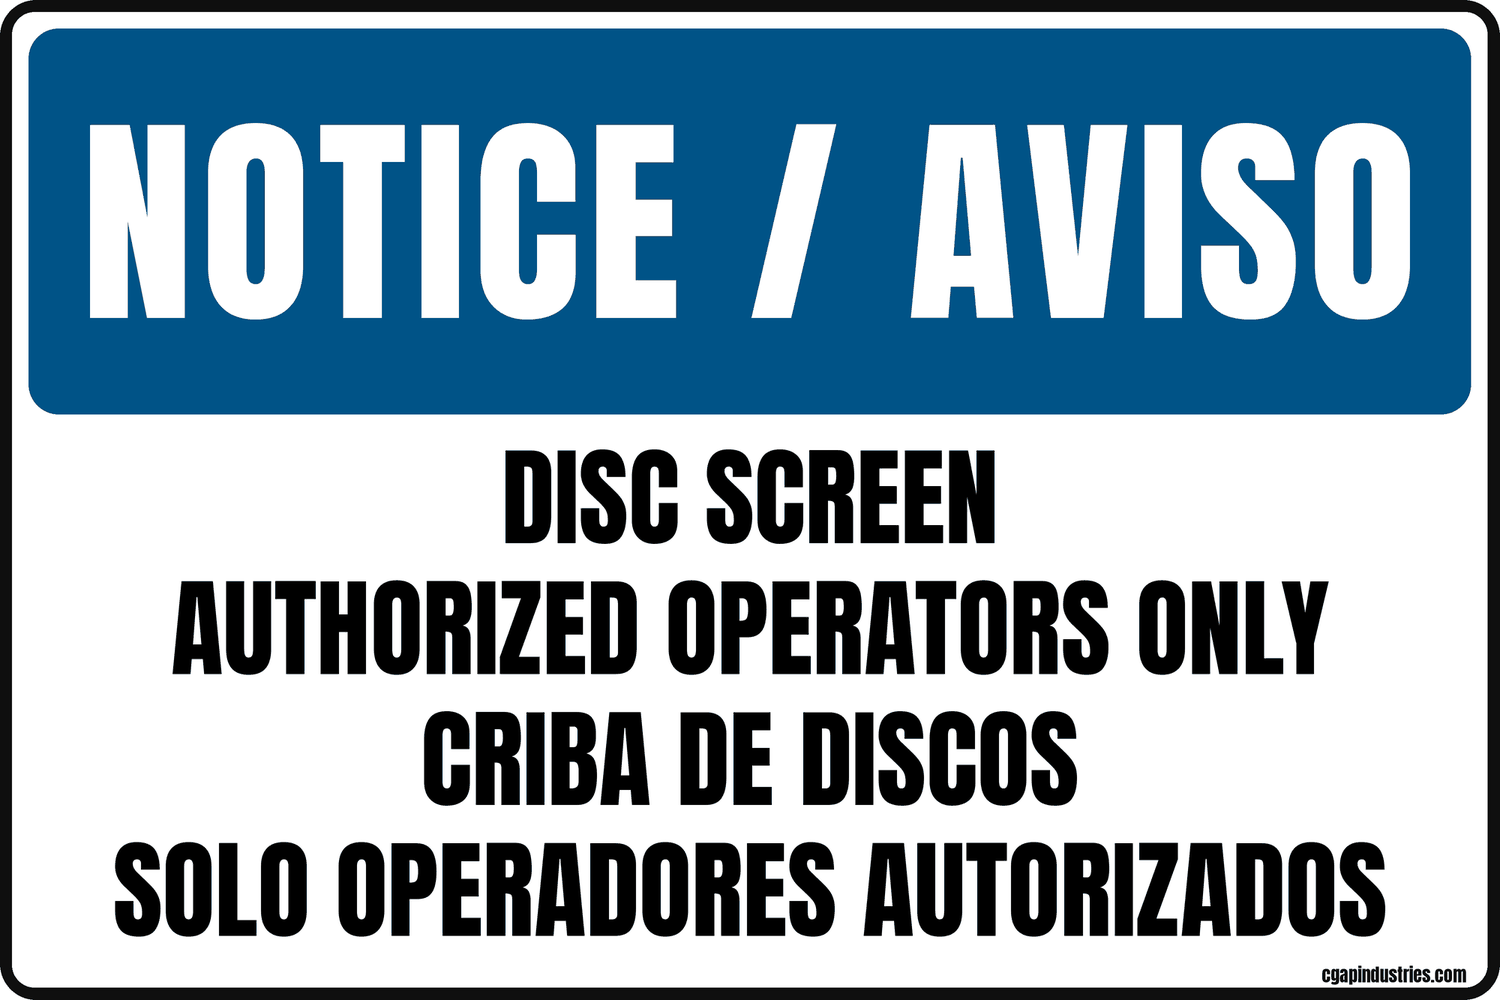 NOTICE / AVISO
DISC SCREEN
AUTHORIZED OPERATORS ONLY
CRIBA DE DISCOS
SOLO OPERADORES AUTORIZADOS
cgapindustries.com